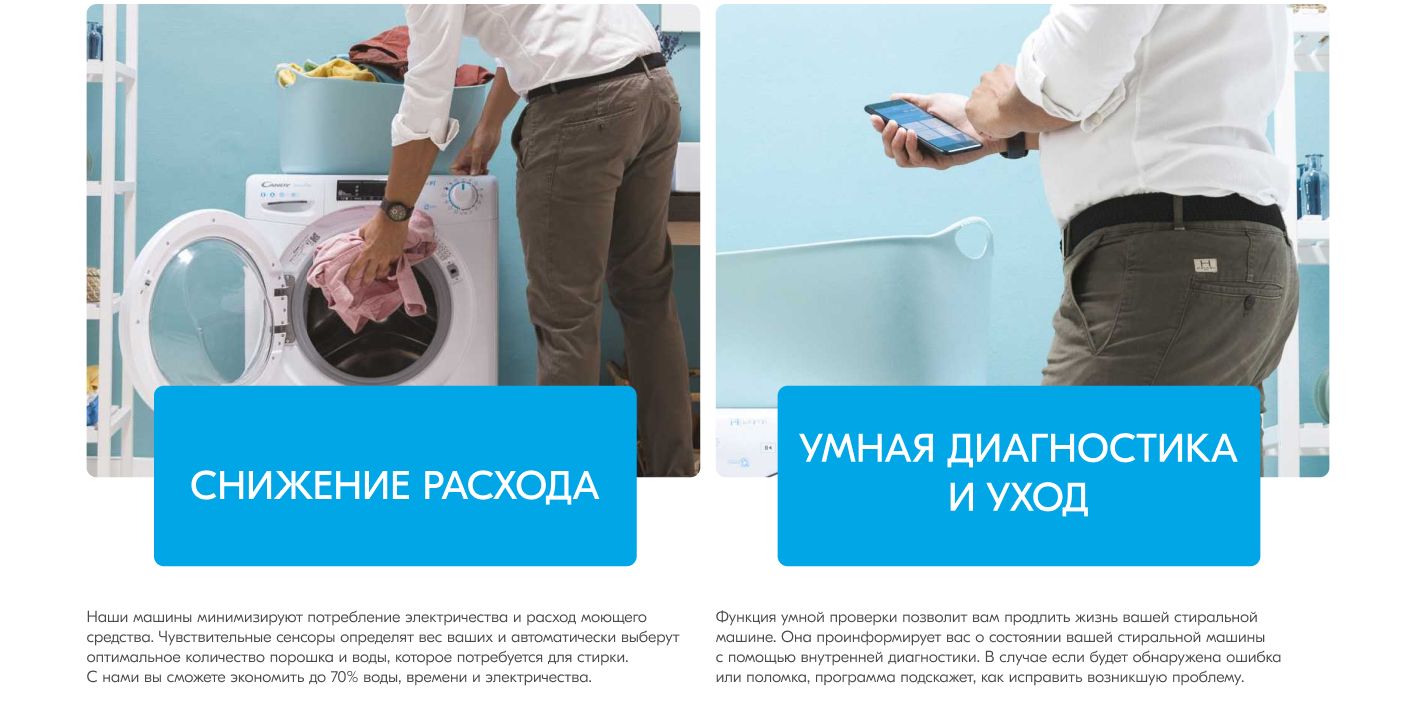 CANDY
СНИЖЕНИЕ РАСХОДА
Наши машины минимизируют потребление электричества и расход моющего
средства. Чувствительные сенсоры определят вес ваших и автоматически выберут
оптимальное количество порошка и воды, которое потребуется для стирки.
С нами вы сможете экономить до 70% воды, времени и электричества.
УМНАЯ ДИАГНОСТИКА
И УХОД
Функция умной проверки позволит вам продлить жизнь вашей стиральной
машине. Она проинформирует вас о состоянии вашей стиральной машины
с помощью внутренней диагностики. В случае если будет обнаружена ошибка
или поломка, программа подскажет, как исправить возникшую проблему.